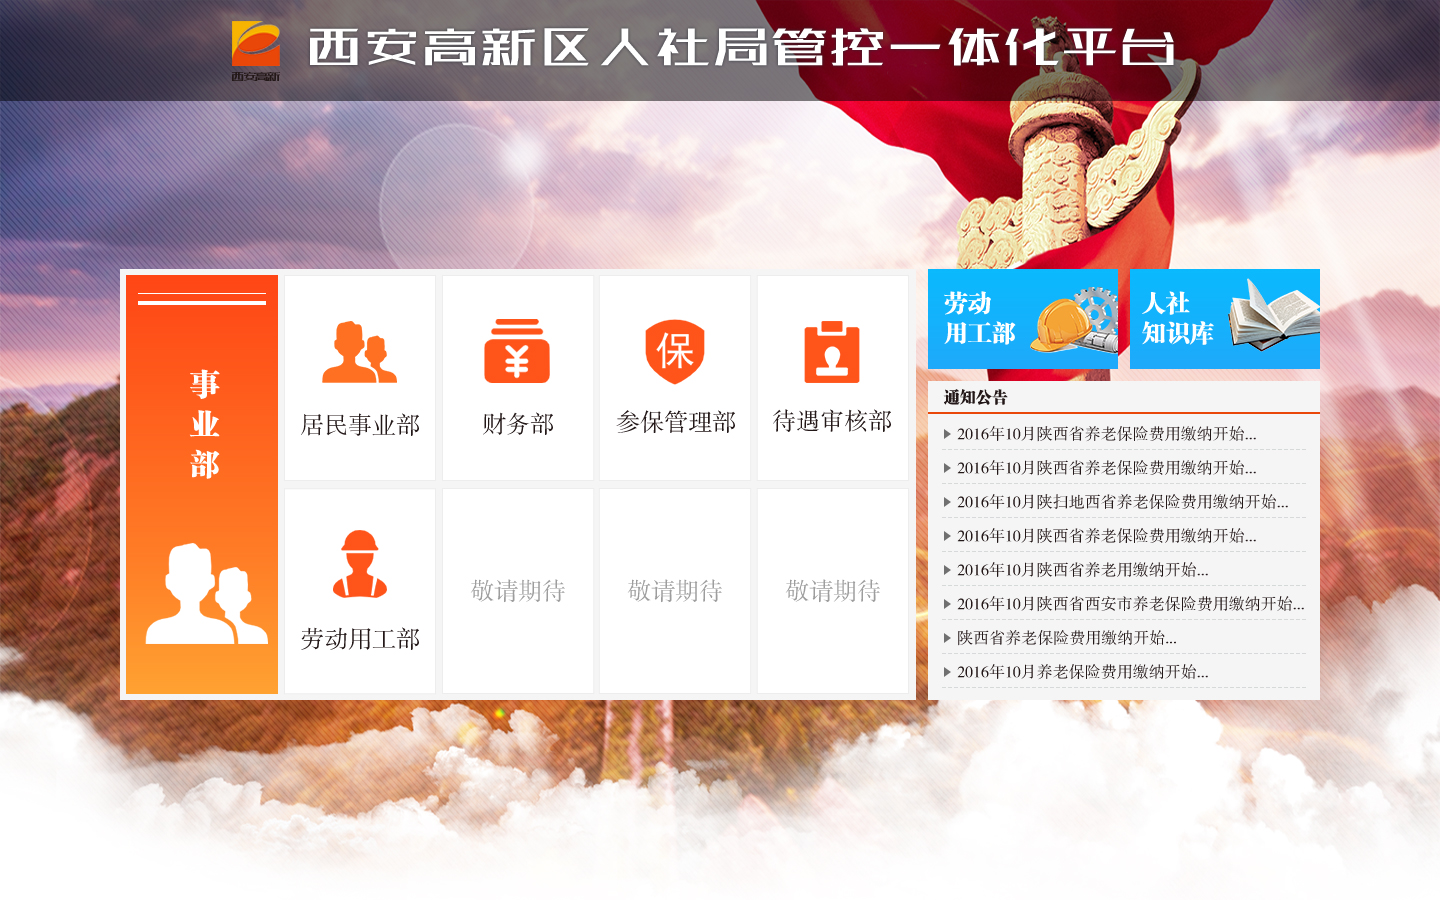 西安高新
西安高新区人社局管控一体化平台
事业部
居民事业部
财务部
保
参保管理部
待遇审核部
劳动用工部
敬请期待
敬请期待
敬请期待
劳动
用工部
人社
知识库
通知公告
2016年10月陕西省养老保险费用缴纳开始...
2016年10月陕西省养老保险费用缴纳开始...
2016年10月陕扫地西省养老保险费用缴纳开始...
2016年10月陕西省养老保险费用缴纳开始...
2016年10月陕西省养老用缴纳开始...
2016年10月陕西省西安市养老保险费用缴纳开始...
陕西省养老保险费用缴纳开始...
2016年10月养老保险费用缴纳开始...